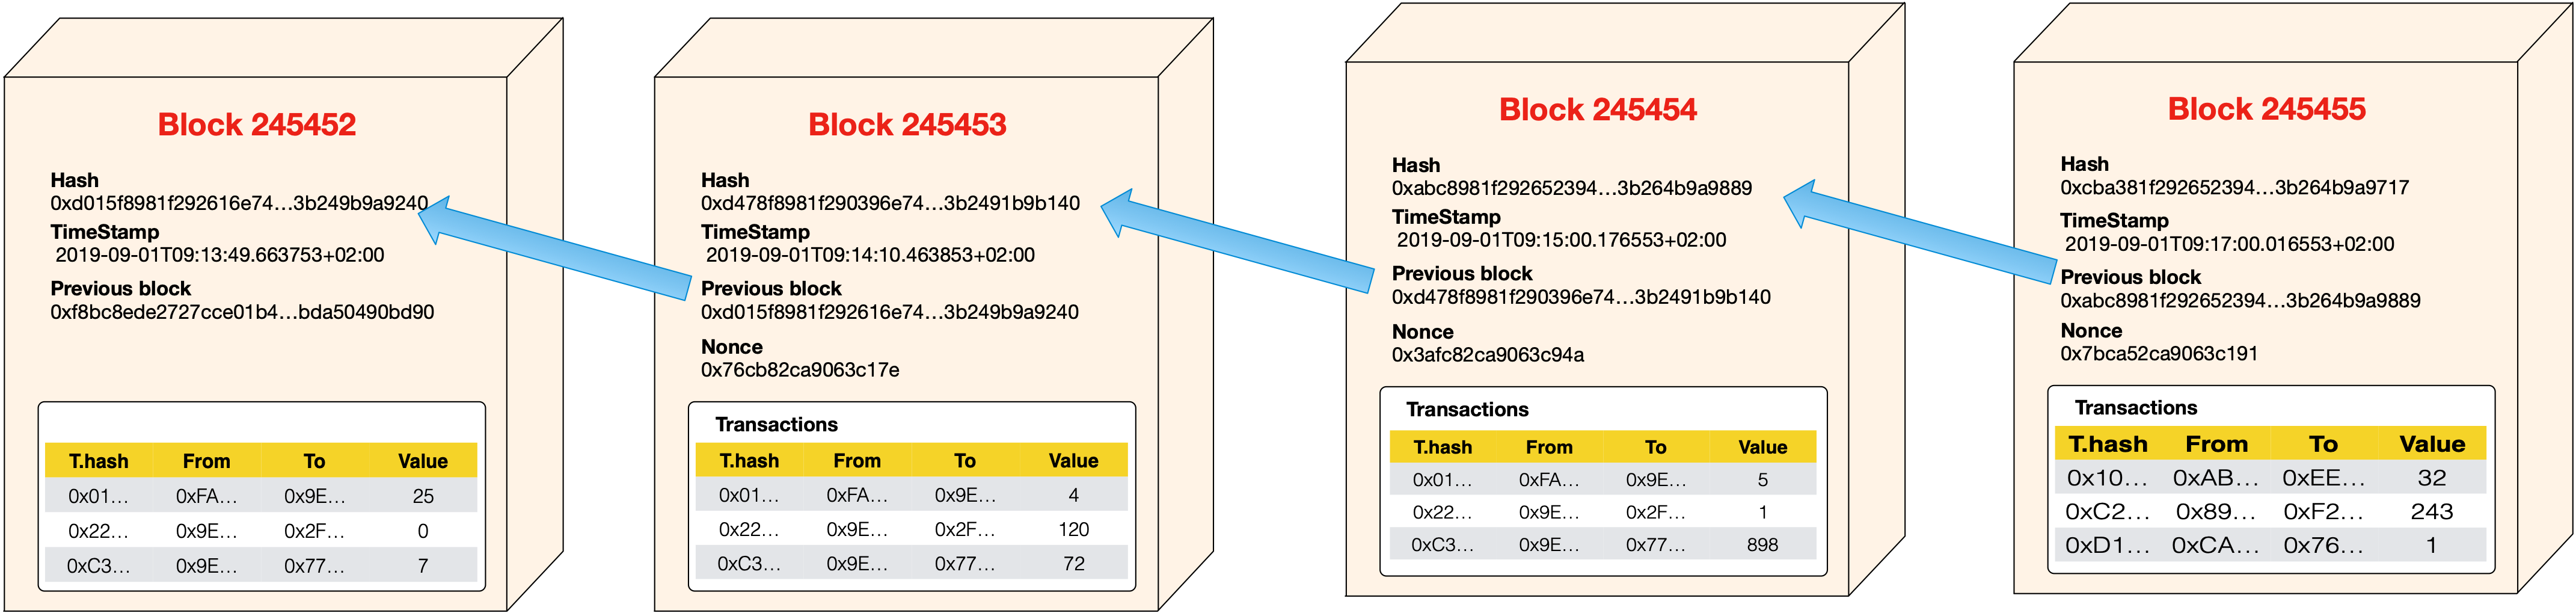 Block 245452
Hash
0xd015f8981f292616e74...3b249b9a9240
TimeStamp
2019-09-01T09:13:49.663753+02:00
Previous block
0xf8bc8ede2727cce01b4...bda50490bd90
T.hash From To Value
0x01... 0xFA... 0x9E... 25
0x22... 0x9E... 0x2F... 0
0xC3... 0x9E... 0x77... 7
Block 245453
Hash
0xd478f8981f290396e74...3b2491b9b140
TimeStamp
2019-09-01T09:14:10.463853+02:00
Previous block
0xd015f8981f292616e74...3b249b9a9240
Nonce
0x76cb82ca9063c17e
Transactions
T.hash From To Value
0x01... 0xFA... 0x9E... 4
0x22... 0x9E... 0x2F... 120
0xC3... 0x9E... 0x77... 72
Block 245454
Hash
0xabc8981f292652394...3b264b9a9889
TimeStamp
2019-09-01T09:15:00.176553+02:00
Previous block
0xd478f8981f290396e74...3b2491b9b140
Nonce
0x3afc82ca9063c94a
Transactions
T.hash From To Value
0x01... 0xFA... 0x9E... 5
0x22... 0x9E... 0x2F... 1
0xC3... 0x9E... 0x77... 898
Block 245455
Hash
0xcba381f292652394...3b264b9a9717
TimeStamp
2019-09-01T09:17:00.016553+02:00
Previous block
0xabc8981f292652394...3b264b9a9889
Nonce
0x7bca52ca9063c191
Transactions
T.hash From To Value
0x10... 0xAB... 0xEE... 32
0xC2... 0x89... 0xF2... 243
0xD1... 0xCA... 0x76... 1